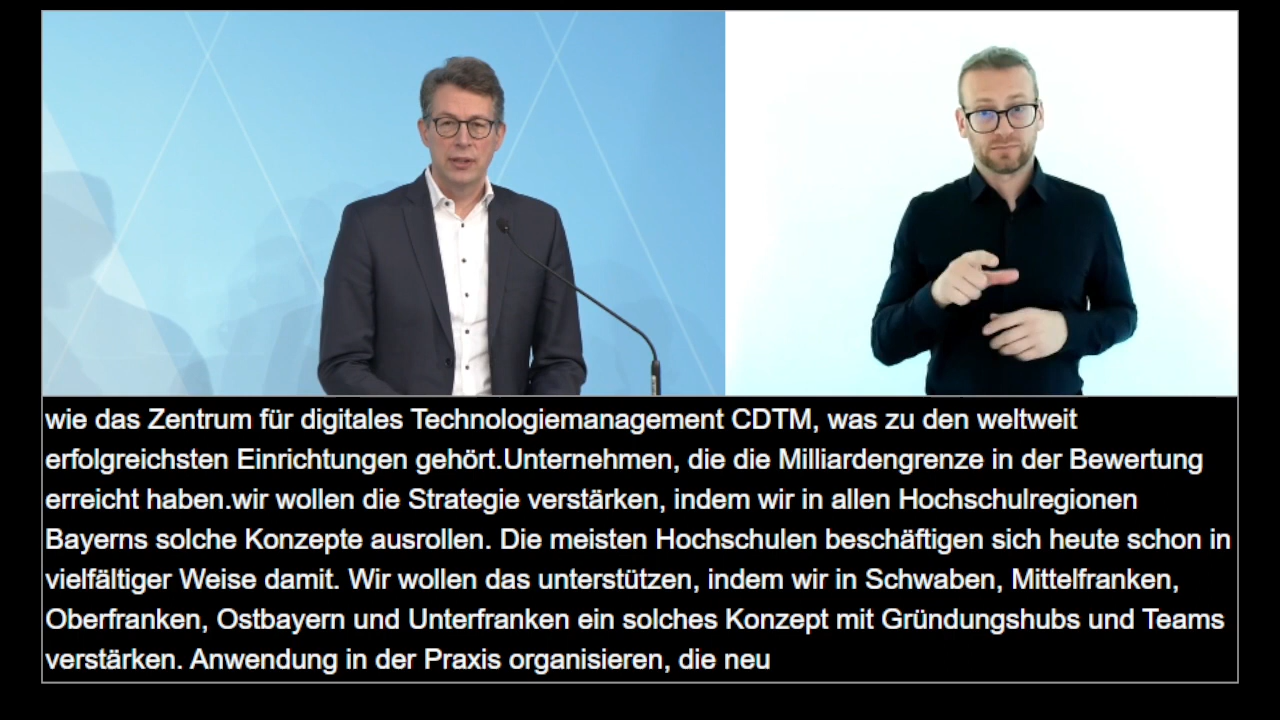 wie das Zentrum für digitales Technologiemanagement CDTM, was zu den weltweit
erfolgreichsten Einrichtungen gehört.Unternehmen, die die Milliardengrenze in der Bewertung
erreicht haben.wir wollen die Strategie verstärken, indem wir in allen Hochschulregionen
Bayerns solche Konzepte ausrollen. Die meisten Hochschulen beschäftigen sich heute schon in
vielfältiger Weise damit. Wir wollen das unterstützen, indem wir in Schwaben, Mittelfranken,
Oberfranken, Ostbayern und Unterfranken ein solches Konzept mit Gründungshubs und Teams
verstärken. Anwendung in der Praxis organisieren, die neu